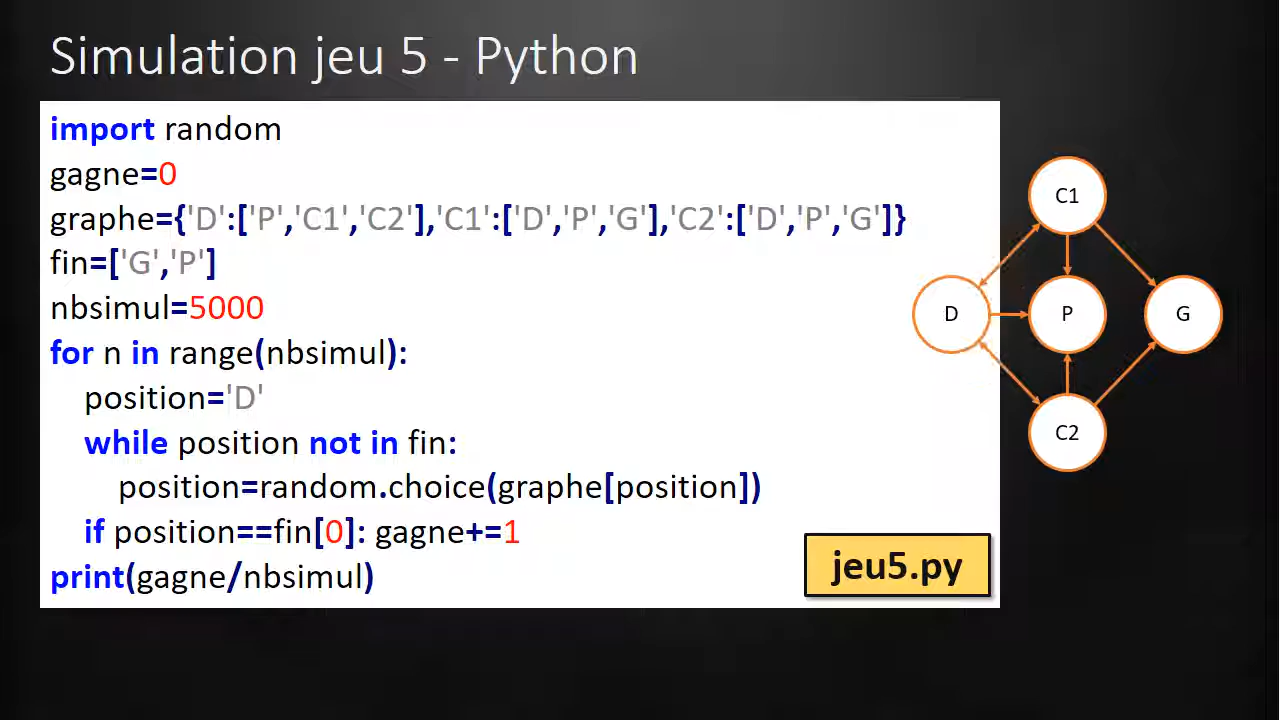 Simulation jeu 5 - Python
import random
gagne=0
graphe={'D':['P','C1','C2'],'C1':['D','P','G'],'C2':['D','P','G']}
fin=['G','P']
nbsimul=5000
for n in range(nbsimul):
    position='D'
    while position not in fin:
        position=random.choice(graphe[position])
    if position==fin[0]: gagne+=1
print(gagne/nbsimul)
jeu5.py
C1
D
P
G
C2